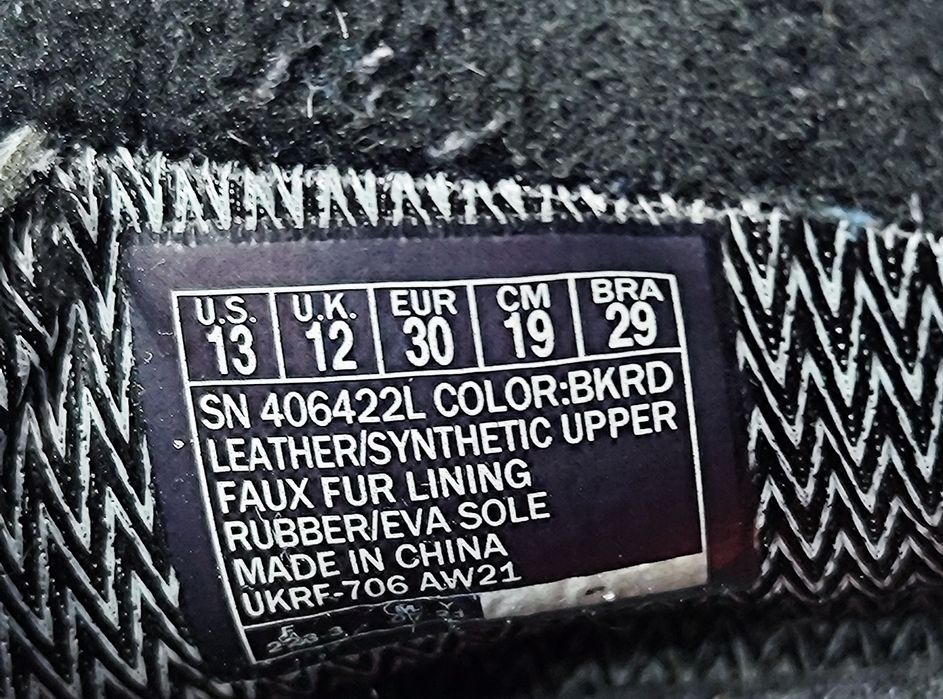 U.S. U.K. EUR CM BRA
13 12 30 19 29
SN 406422L COLOR:BKRD
LEATHER/SYNTHETIC UPPER
FAUX FUR LINING
RUBBER/EVA SOLE
MADE IN CHINA
UKRF-706 AW21